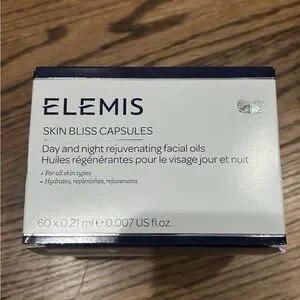 ELEMIS
SKIN BLISS CAPSULES
Day and night rejuvenating facial oils
Huiles régénérantes pour le visage jour et nuit
+ For all skin types
+ Hydrates, replenishes, rejuvenates
60 x 0.21 ml e 0.007 US fl.oz.